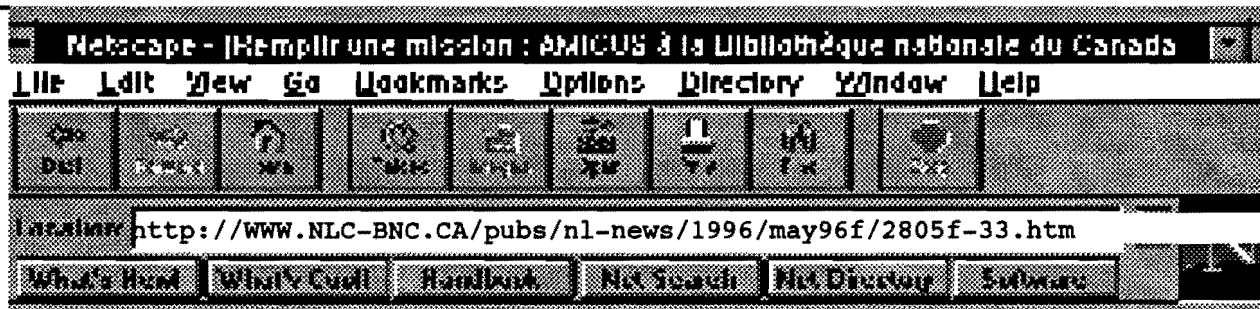 Netscape - [Remplir une mission : AMICUS à la Bibliothèque nationale du Canada
File Edit View Go Bookmarks Options Directory Window Help
Location: http://WWW.NLC-BNC.CA/pubs/nl-news/1996/may96f/2805f-33.htm
What's New! What's Cool! Handbook Net Search Net Directory Software